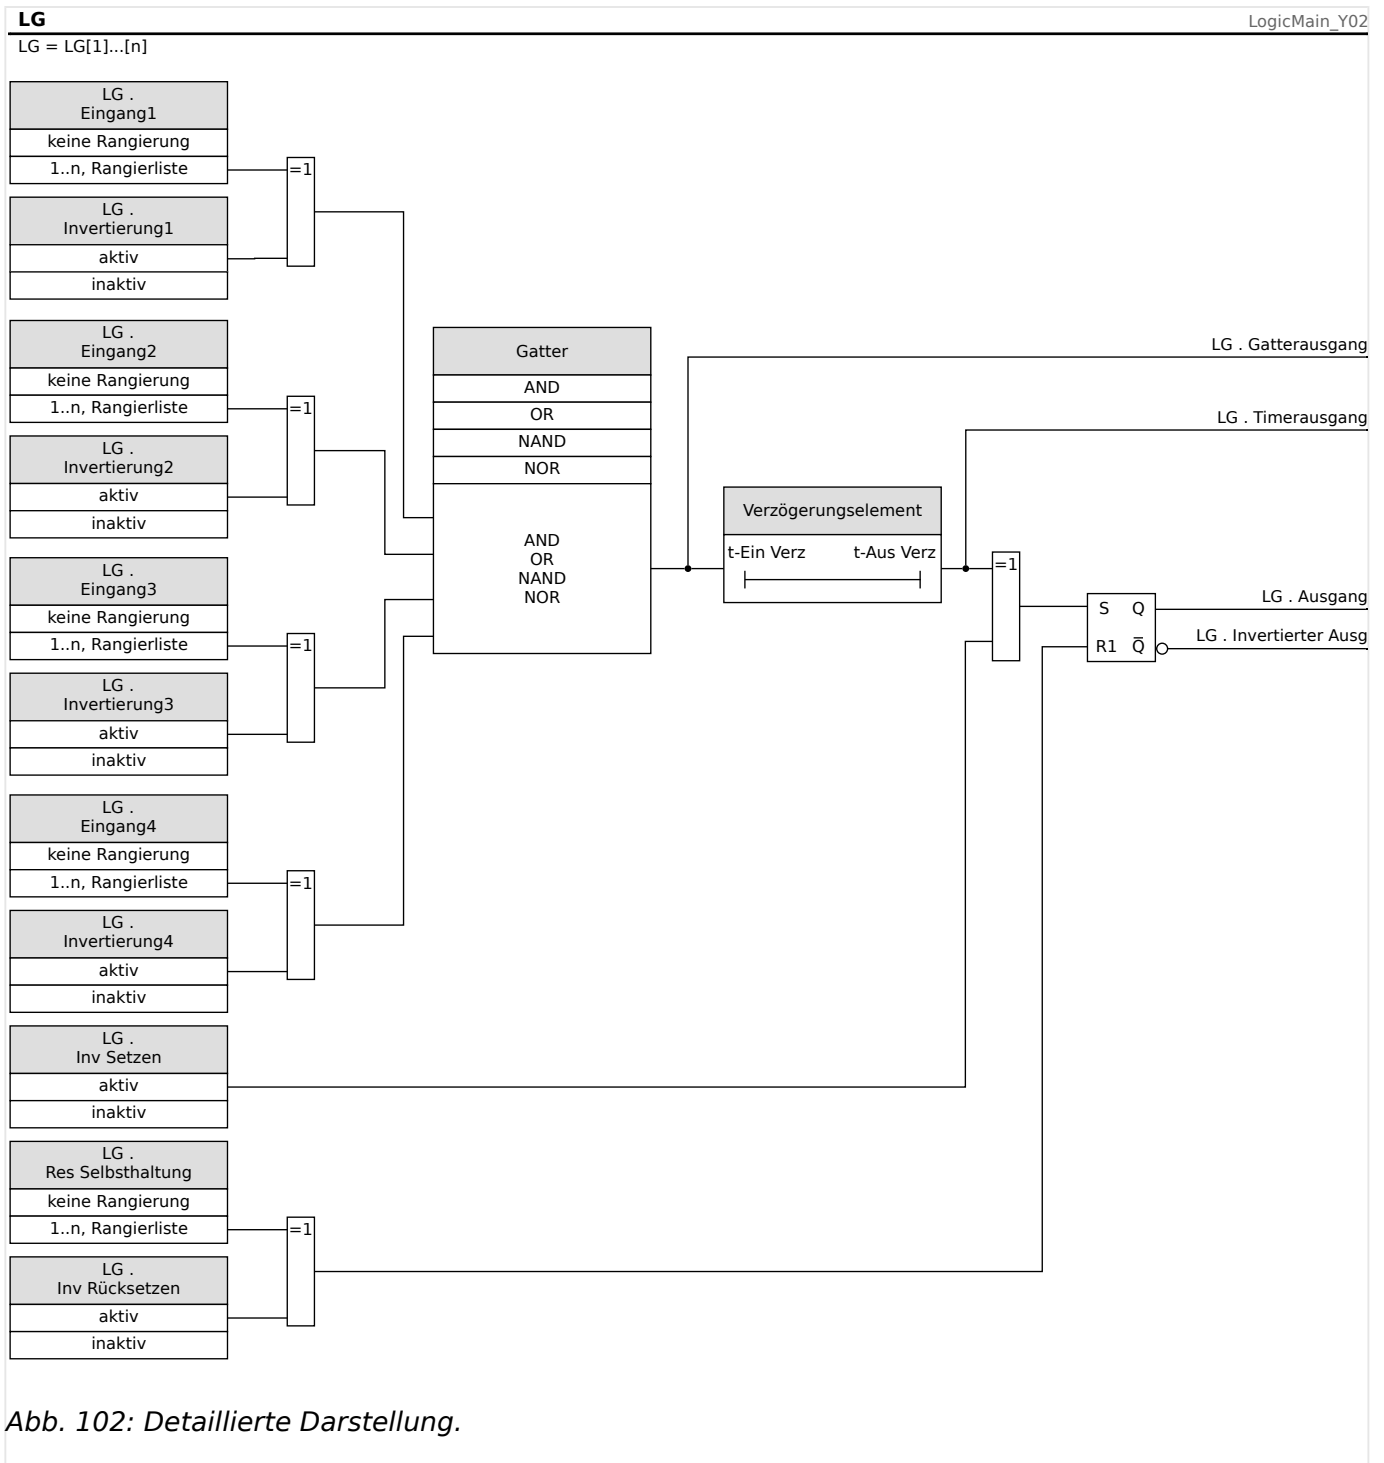 LG
LogicMain_Y02
LG = LG[1]...[n]
LG .
Eingang1
keine Rangierung
1..n, Rangierliste
=1
LG .
Invertierung1
aktiv
inaktiv
LG .
Eingang2
keine Rangierung
1..n, Rangierliste
=1
LG .
Invertierung2
aktiv
inaktiv
LG .
Eingang3
keine Rangierung
1..n, Rangierliste
=1
LG .
Invertierung3
aktiv
inaktiv
LG .
Eingang4
keine Rangierung
1..n, Rangierliste
=1
LG .
Invertierung4
aktiv
inaktiv
LG .
Inv Setzen
aktiv
inaktiv
LG .
Res Selbsthaltung
keine Rangierung
1..n, Rangierliste
=1
LG .
Inv Rücksetzen
aktiv
inaktiv
Gatter
AND
OR
NAND
NOR
AND
OR
NAND
NOR
Verzögerungselement
t-Ein Verz t-Aus Verz
=1
S Q
R1 Q̅
LG . Gatterausgang
LG . Timerausgang
LG . Ausgang
LG . Invertierter Ausg
Abb. 102: Detaillierte Darstellung.